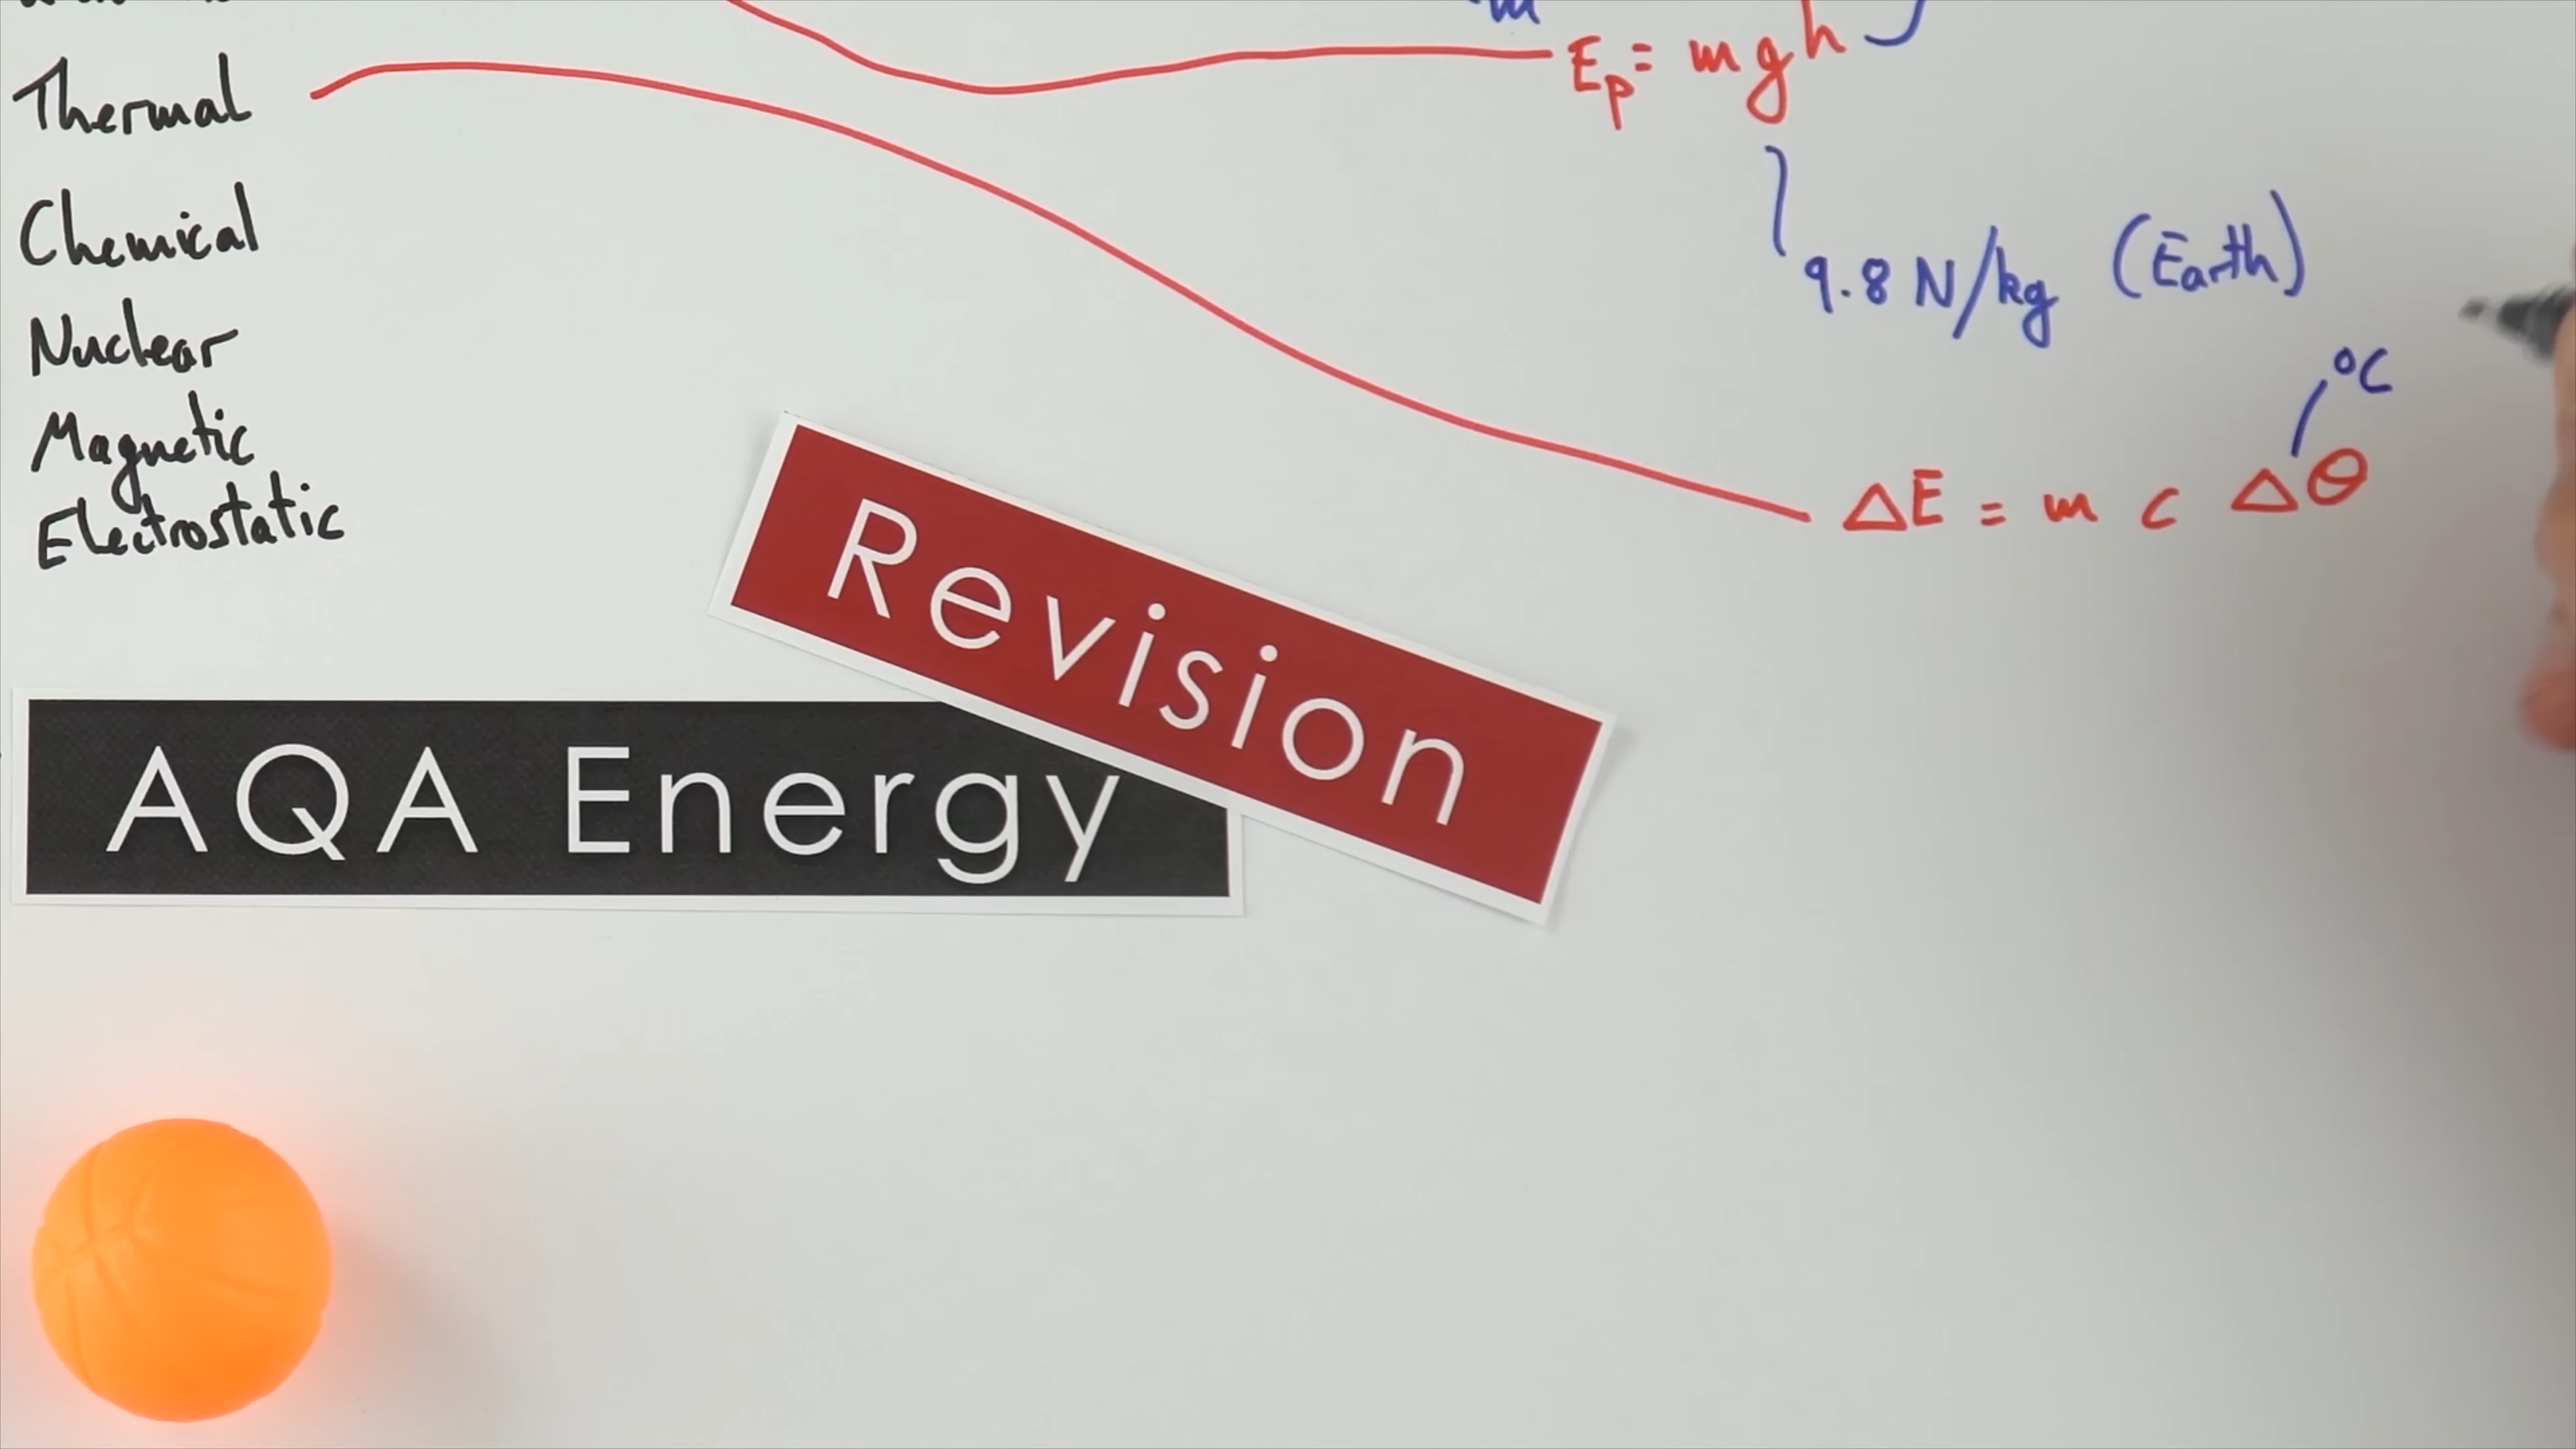 m
Ep = mgh
Thermal
9.8 N/kg (Earth)
Chemical
Nuclear
°C
Magnetic
ΔE = m c Δθ
Electrostatic
Revision
AQA Energy